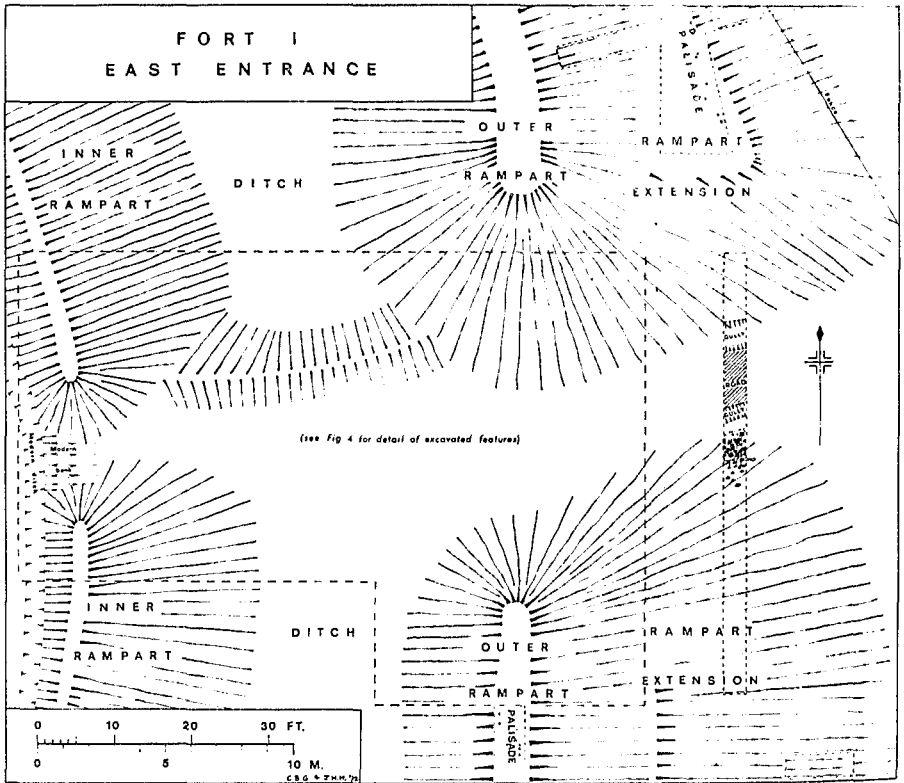 FORT I
EAST ENTRANCE
PALISADE
OUTER
RAMPART
RAMPART
EXTENSION
INNER
RAMPART
DITCH
ROAD
(see Fig 4 for detail of excavated features)
Modern
INNER
RAMPART
DITCH
OUTER
RAMPART
PALISADE
RAMPART
EXTENSION
0 10 20 30 FT.
0 5 10 M.